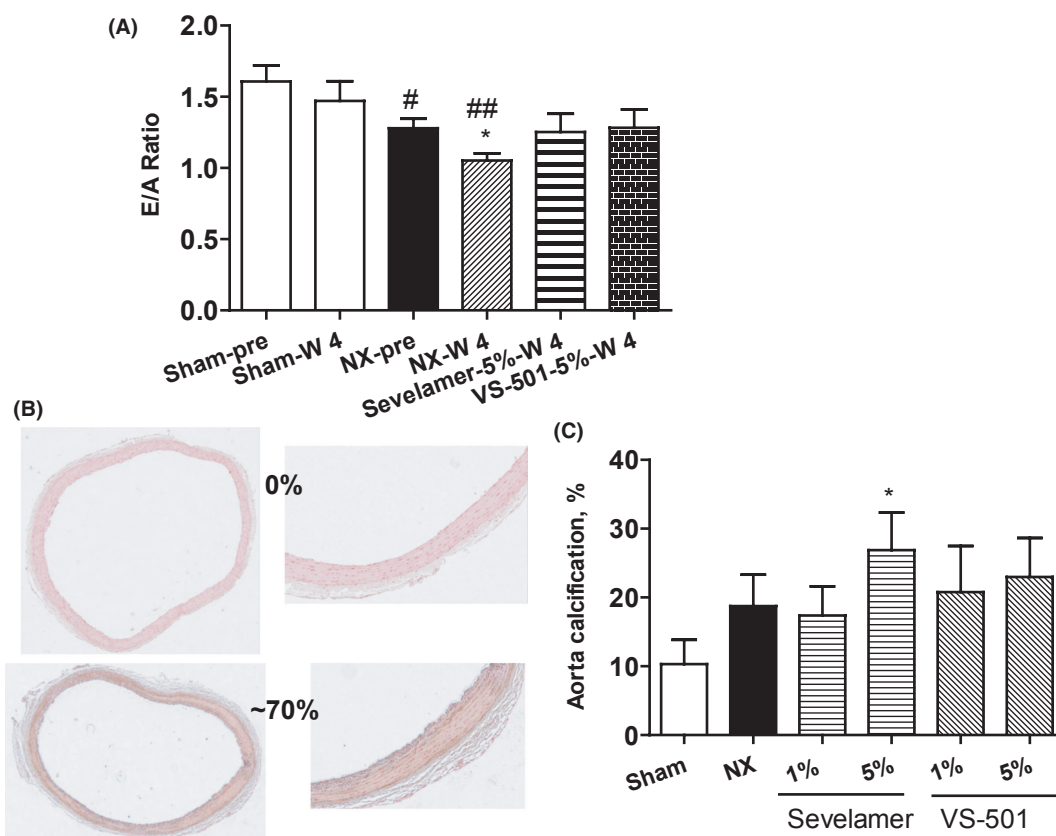 (A)
E/A Ratio
2.0
1.5
1.0
0.5
0.0
#
##
*
Sham-pre
Sham-W 4
NX-pre
NX-W 4
Sevelamer-5%-W 4
VS-501-5%-W 4
(B)
0%
~70%
(C)
Aorta calcification, %
40
30
20
10
0
*
Sham
NX
1%
5%
1%
5%
Sevelamer
VS-501